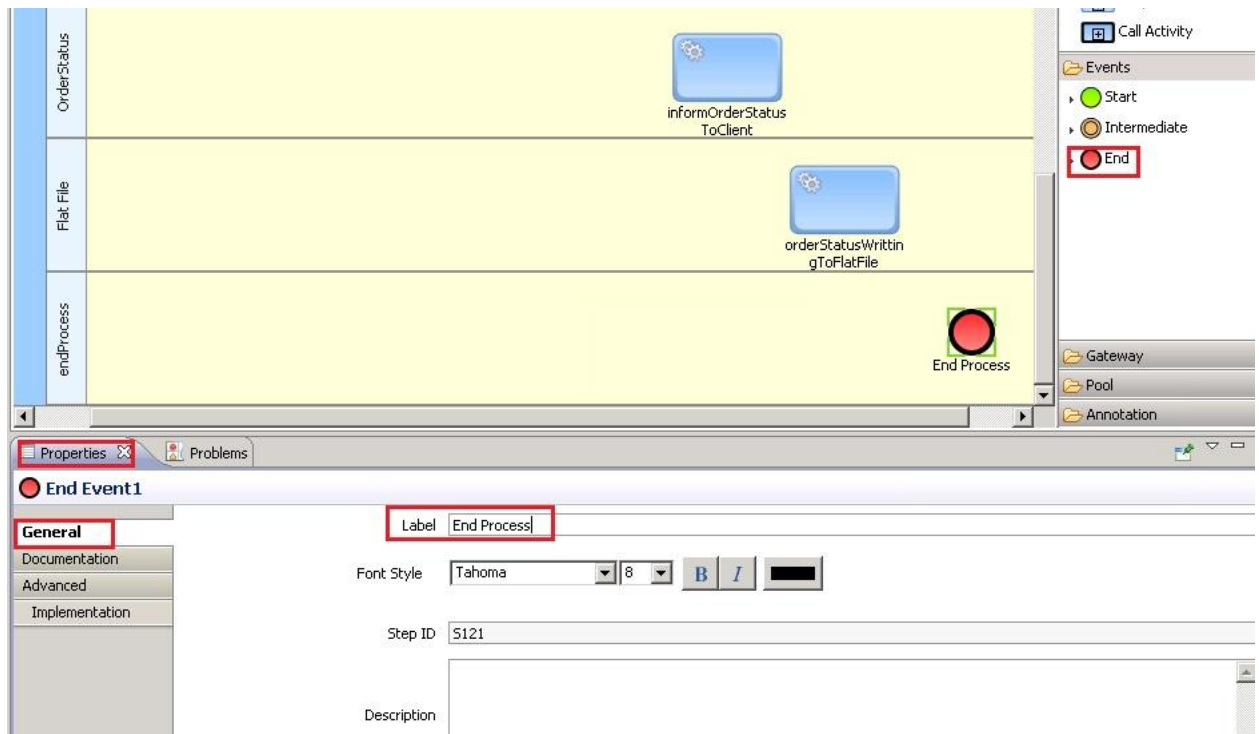 OrderStatus
informOrderStatus
ToClient
Flat File
orderStatusWrittin
gToFlatFile
endProcess
End Process
Call Activity
Events
Start
Intermediate
End
Gateway
Pool
Annotation
Properties
Problems
End Event1
General
Documentation
Advanced
Implementation
Label End Process
Font Style Tahoma 8 B I
Step ID S121
Description